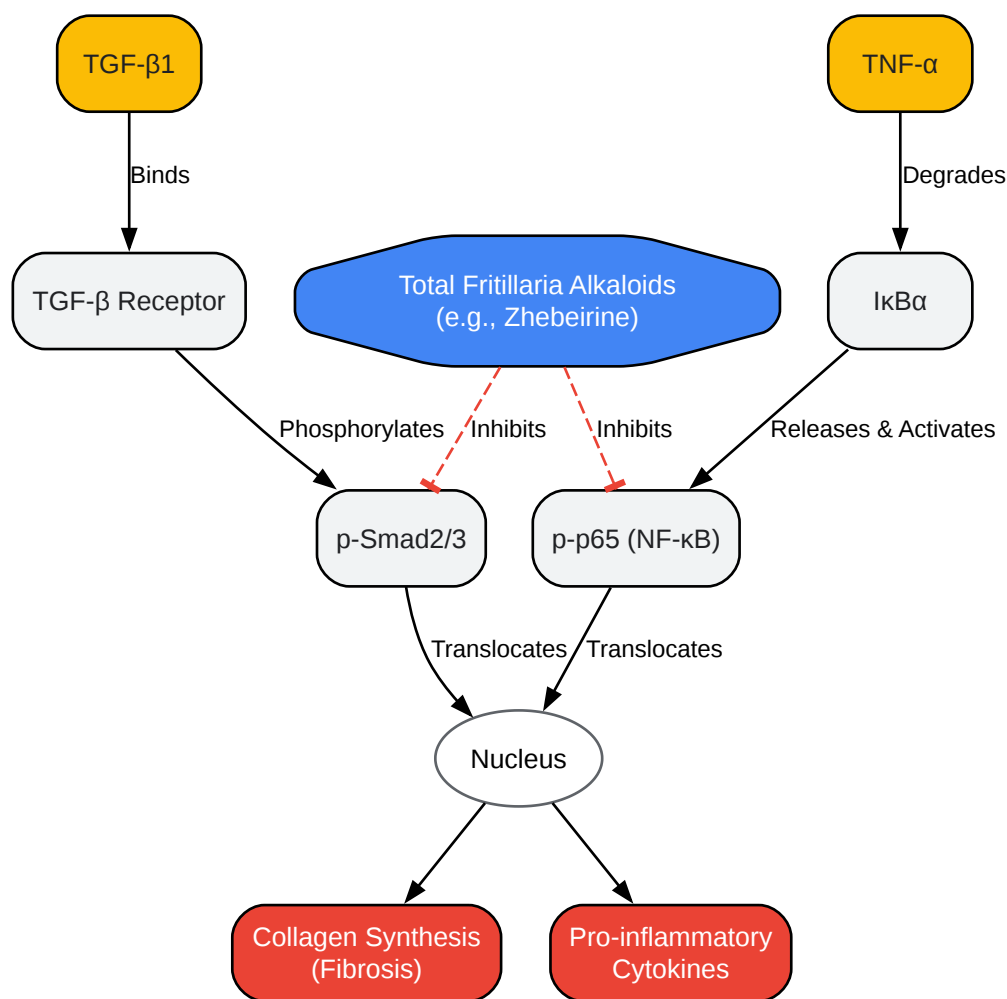 TGF-β1
TNF-α
Binds
Degrades
TGF-β Receptor
Total Fritillaria Alkaloids
(e.g., Zhebeirine)
IκBα
Phosphorylates
Inhibits
Inhibits
Releases & Activates
p-Smad2/3
p-p65 (NF-κB)
Translocates
Translocates
Nucleus
Collagen Synthesis
(Fibrosis)
Pro-inflammatory
Cytokines